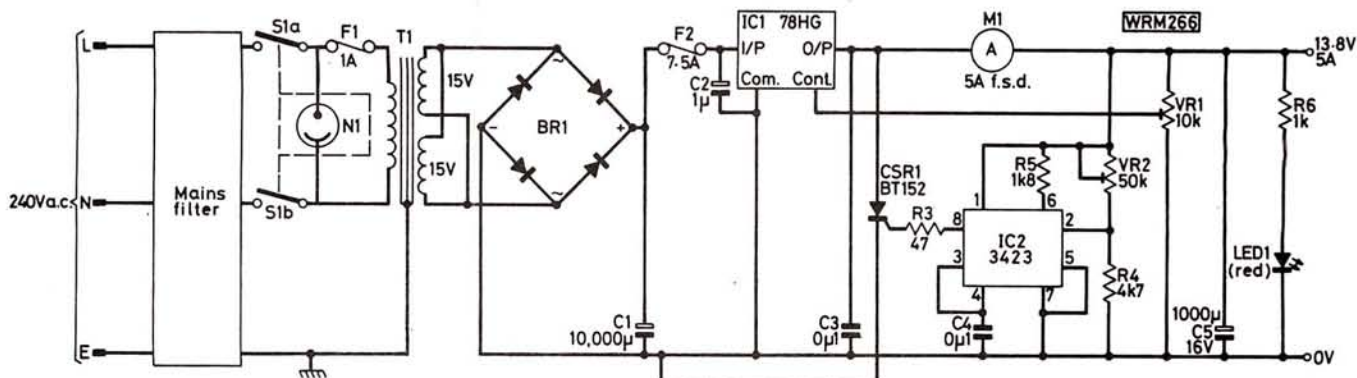 L
N
E
240Va.c.
Mains
filter
S1a
S1b
N1
F1
1A
T1
15V
15V
~
BR1
-
+
~
F2
7·5A
C2
1µ
C1
10,000µ
IC1 78HG
I/P O/P
Com. Cont.
C3
0µ1
CSR1
BT152
R3
47
M1
A
5A f.s.d.
R5
1k8
1
6
8
2
3
5
4
7
IC2
3423
C4
0µ1
VR2
50k
R4
4k7
WRM266
VR1
10k
1000µ
C5
16V
R6
1k
LED1
(red)
13·8V
5A
0V